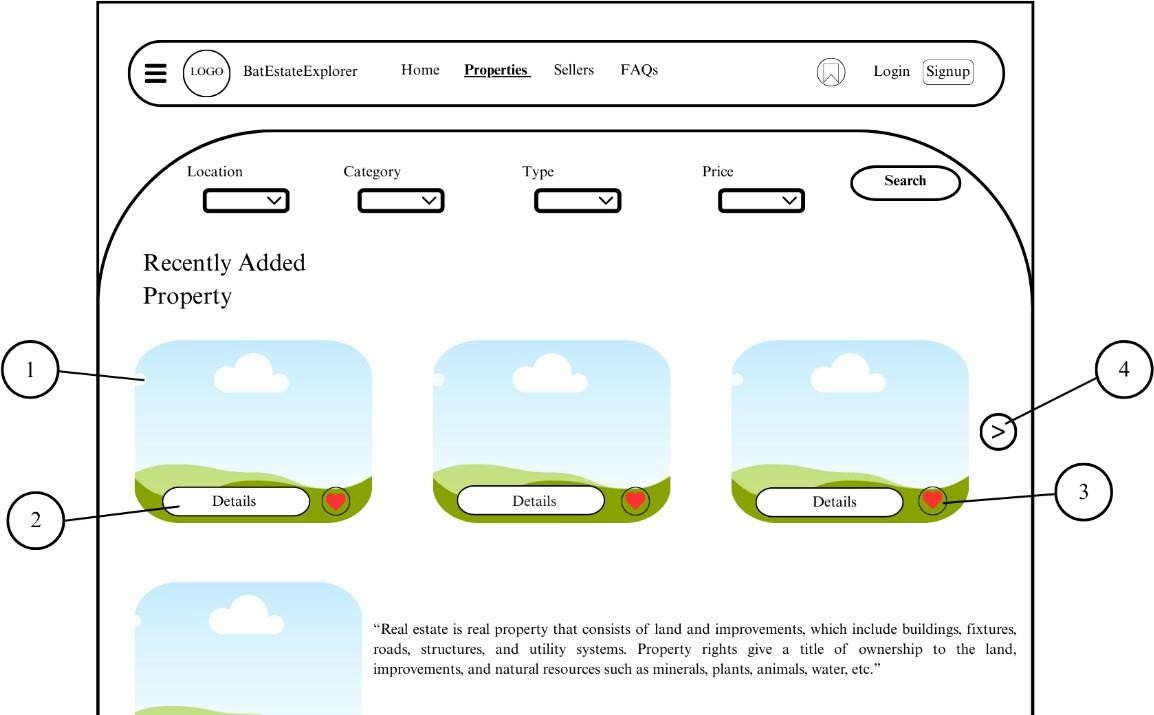 LOGO BatEstateExplorer Home Properties Sellers FAQs Login Signup
Location Category Type Price Search
Recently Added
Property
1
4
>
Details Details Details
2
3
“Real estate is real property that consists of land and improvements, which include buildings, fixtures,
roads, structures, and utility systems. Property rights give a title of ownership to the land,
improvements, and natural resources such as minerals, plants, animals, water, etc.”